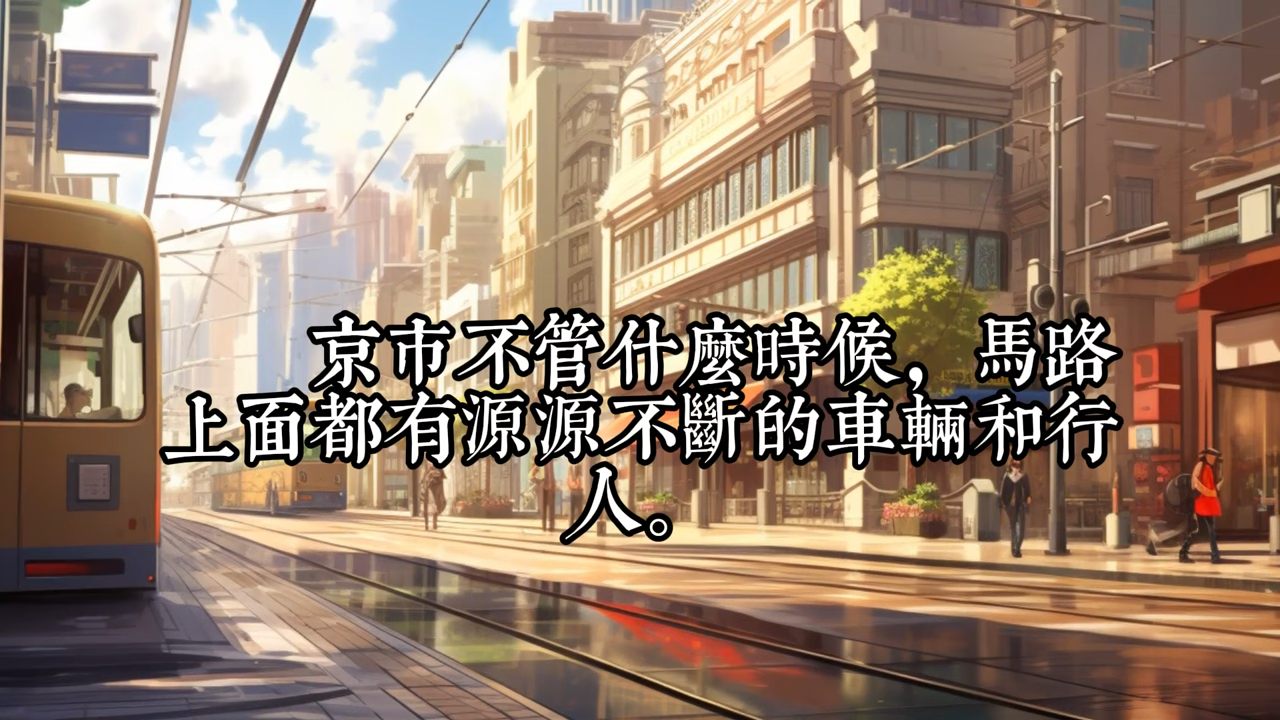 京市不管什麼時候，馬路
上面都有源源不斷的車輛和行
人。